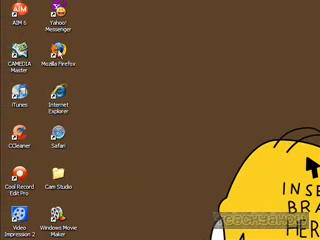 AIM 6
Yahoo!
Messenger
CAMEDIA
Master
Mozilla Firefox
iTunes
Internet
Explorer
CCleaner
Safari
Cool Record
Edit Pro
Cam Studio
Video
Impression 2
Windows Movie
Maker
INSE
BRA
HER